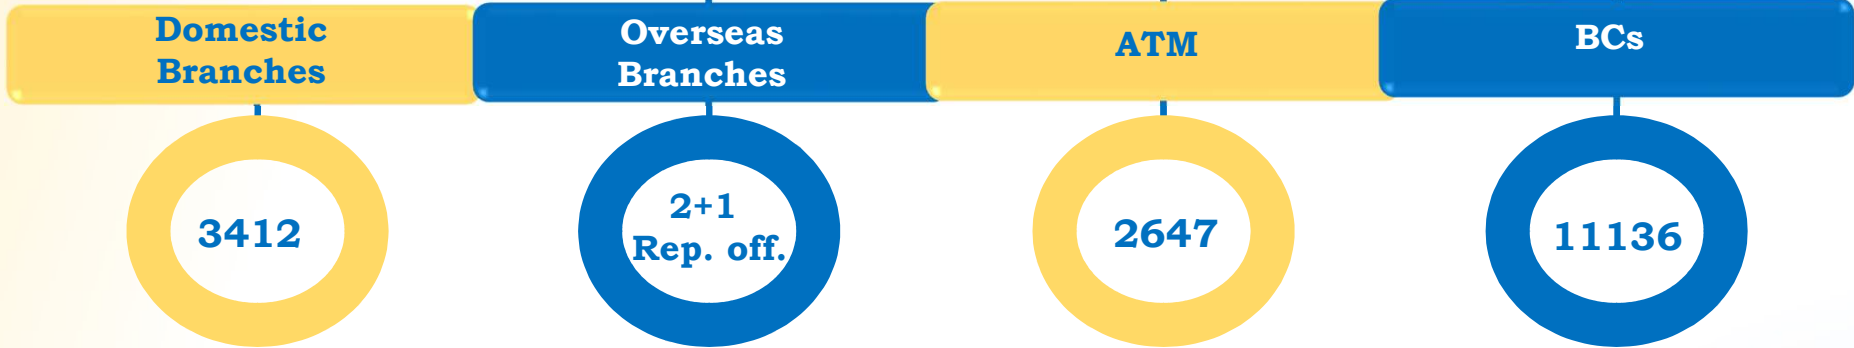 Domestic
Branches
Overseas
Branches
ATM
BCs
3412
2+1
Rep. off.
2647
11136